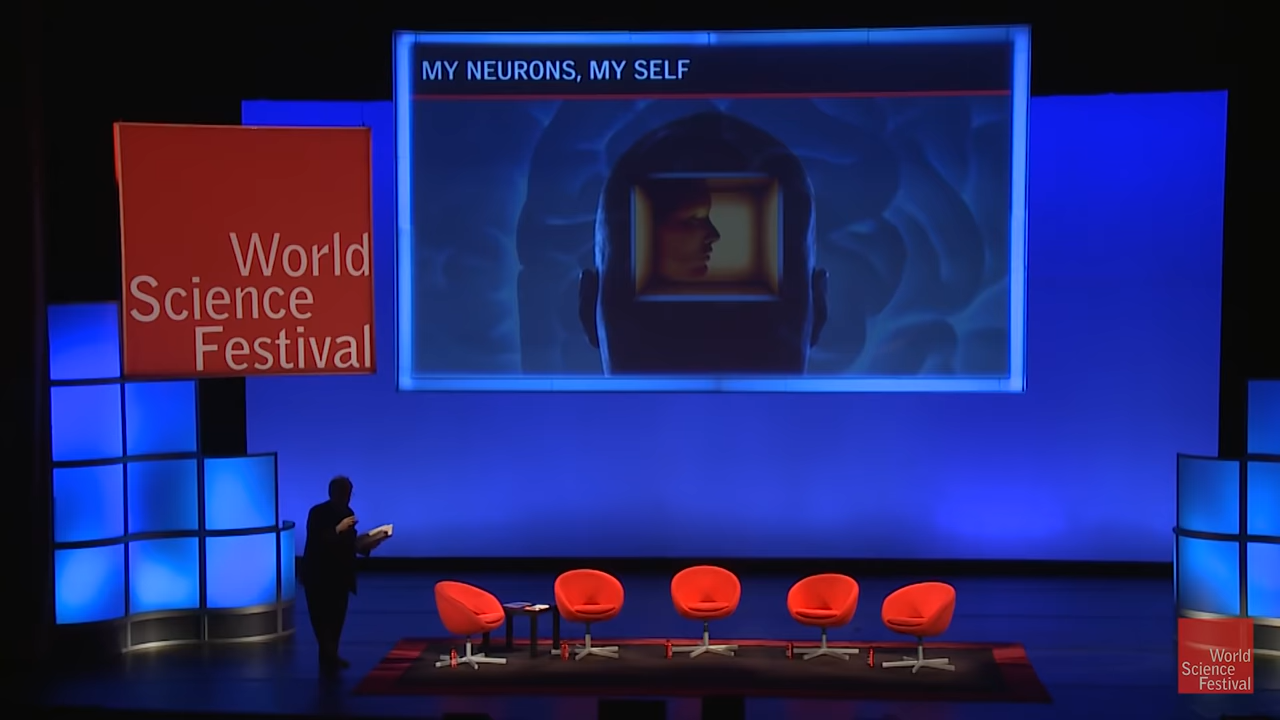 MY NEURONS, MY SELF
World
Science
Festival
World
Science
Festival